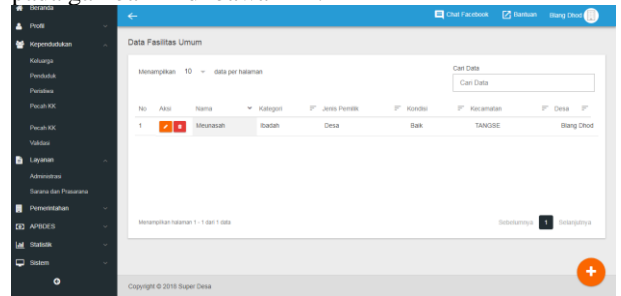 Beranda
Chat Facebook Bantuan Blang Dhod
Profil
Kependudukan
Keluarga
Penduduk
Peristiwa
Pecah KK
Pecah KK
Validasi
Layanan
Administrasi
Sarana dan Prasarana
Pemerintahan
APBDES
Statistik
Sistem
Data Fasilitas Umum
Menampilkan 10 data per halaman
Cari Data
Cari Data
No Aksi Nama Kategori Jenis Pemilik Kondisi Kecamatan Desa
1 Meunasah Ibadah Desa Baik TANGSE Blang Dhod
Menampilkan halaman 1 - 1 dari 1 data
Sebelumnya 1 Selanjutnya
Copyright © 2018 Super Desa